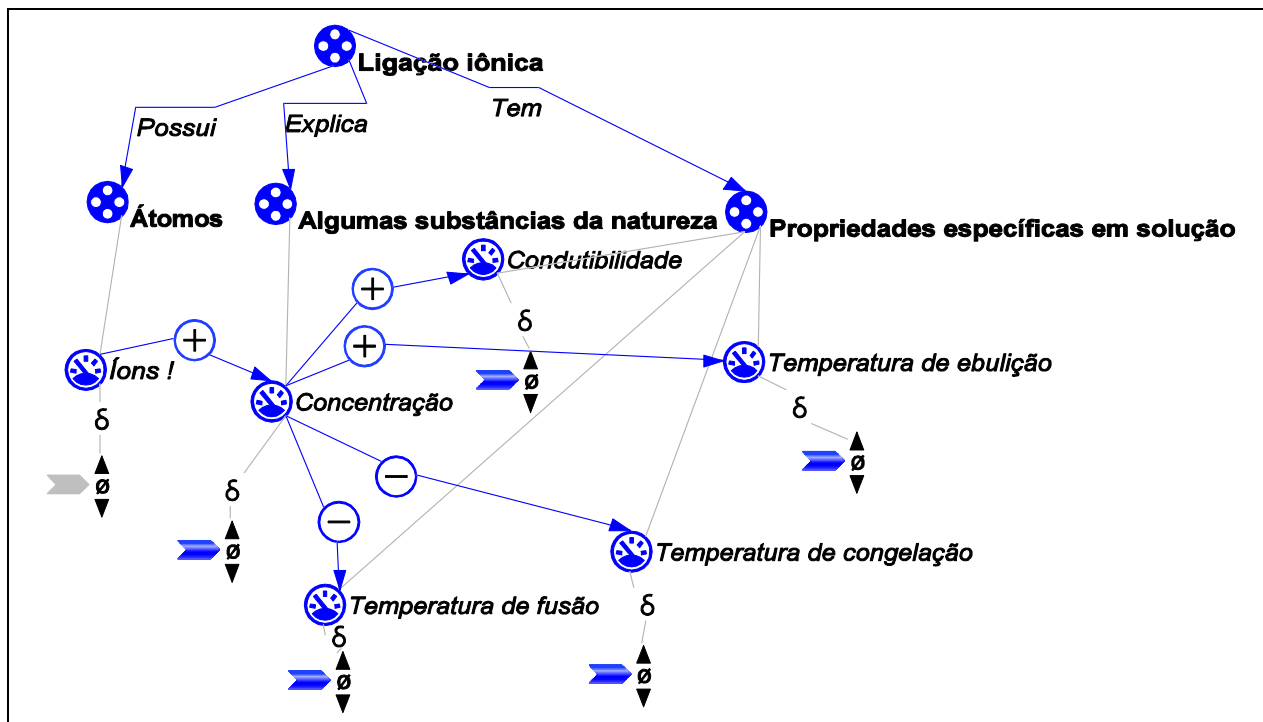 Ligação iônica
Possui
Explica
Tem
Átomos
Algumas substâncias da natureza
Propriedades específicas em solução
Condutibilidade
+
+
+
Íons !
Temperatura de ebulição
Concentração
δ
ø
δ
ø
δ
ø
δ
ø
−
−
Temperatura de congelação
Temperatura de fusão
δ
ø
δ
ø